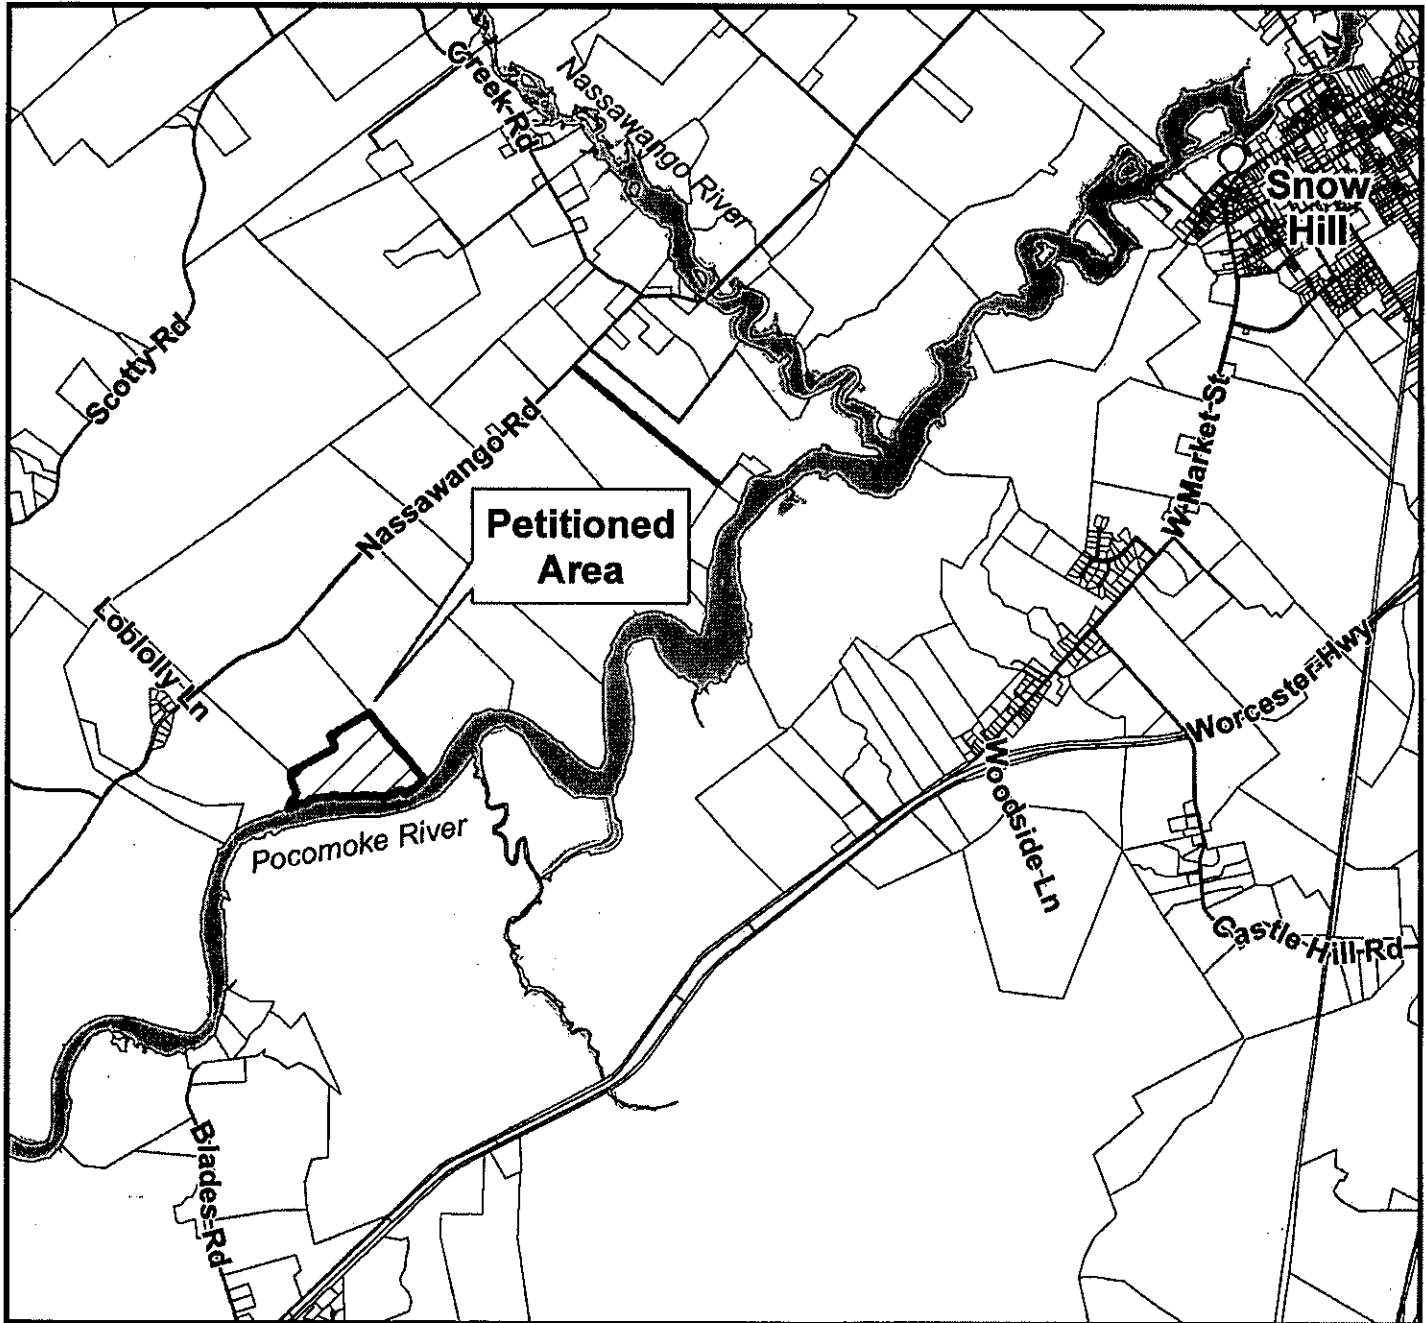 Creek-Rd
Nassawango River
Snow
Hill
Scotty-Rd
W-Market-St
Nassawango-Rd
Petitioned
Area
Loblolly-Ln
Worcester-Hwy
Woodside-Ln
Pocomoke River
Castle-Hill-Rd
Blades-Rd